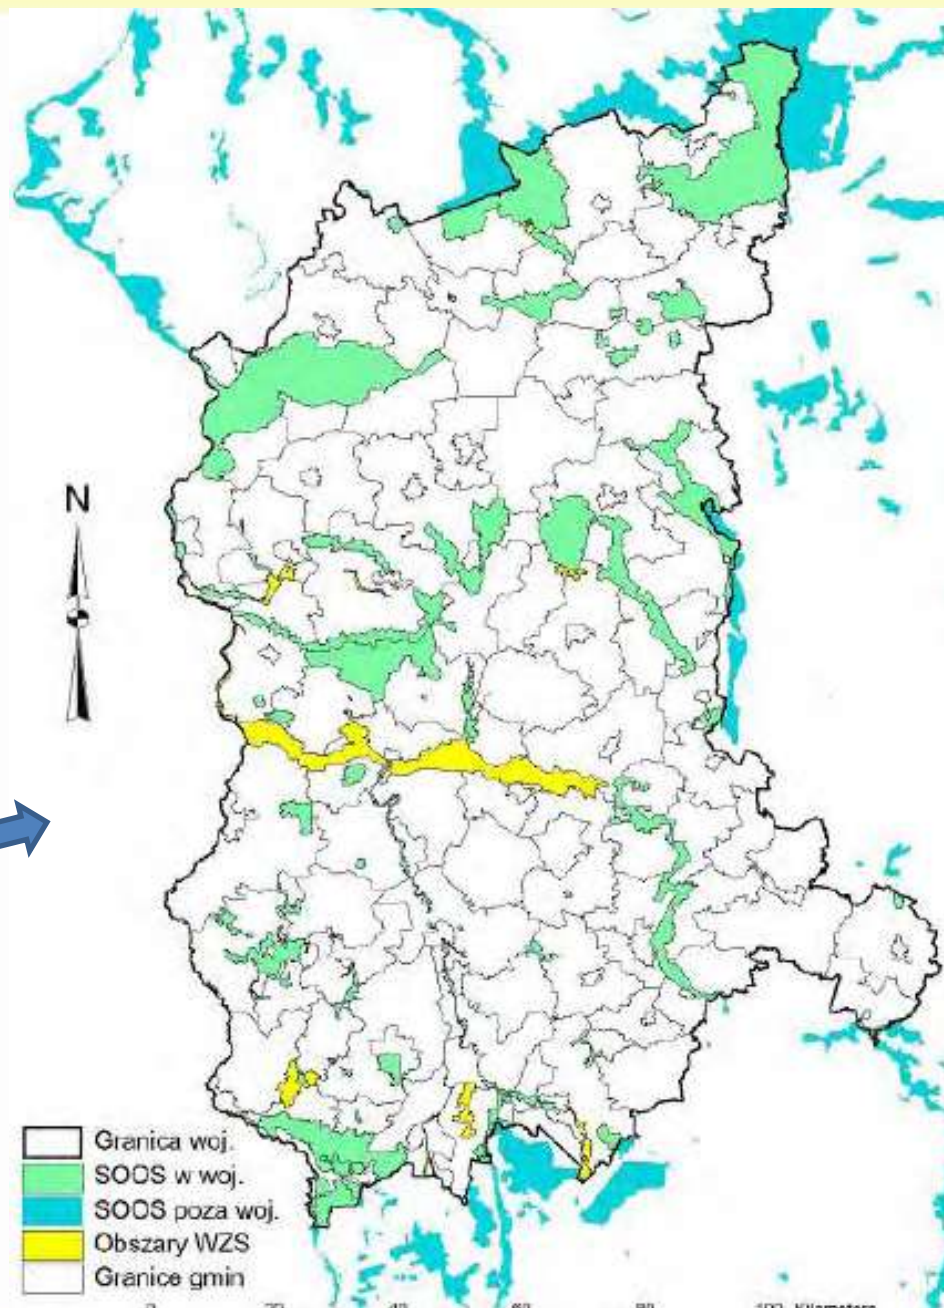 N
Granica woj.
SOOS w woj.
SOOS poza woj.
Obszary WZS
Granice gmin